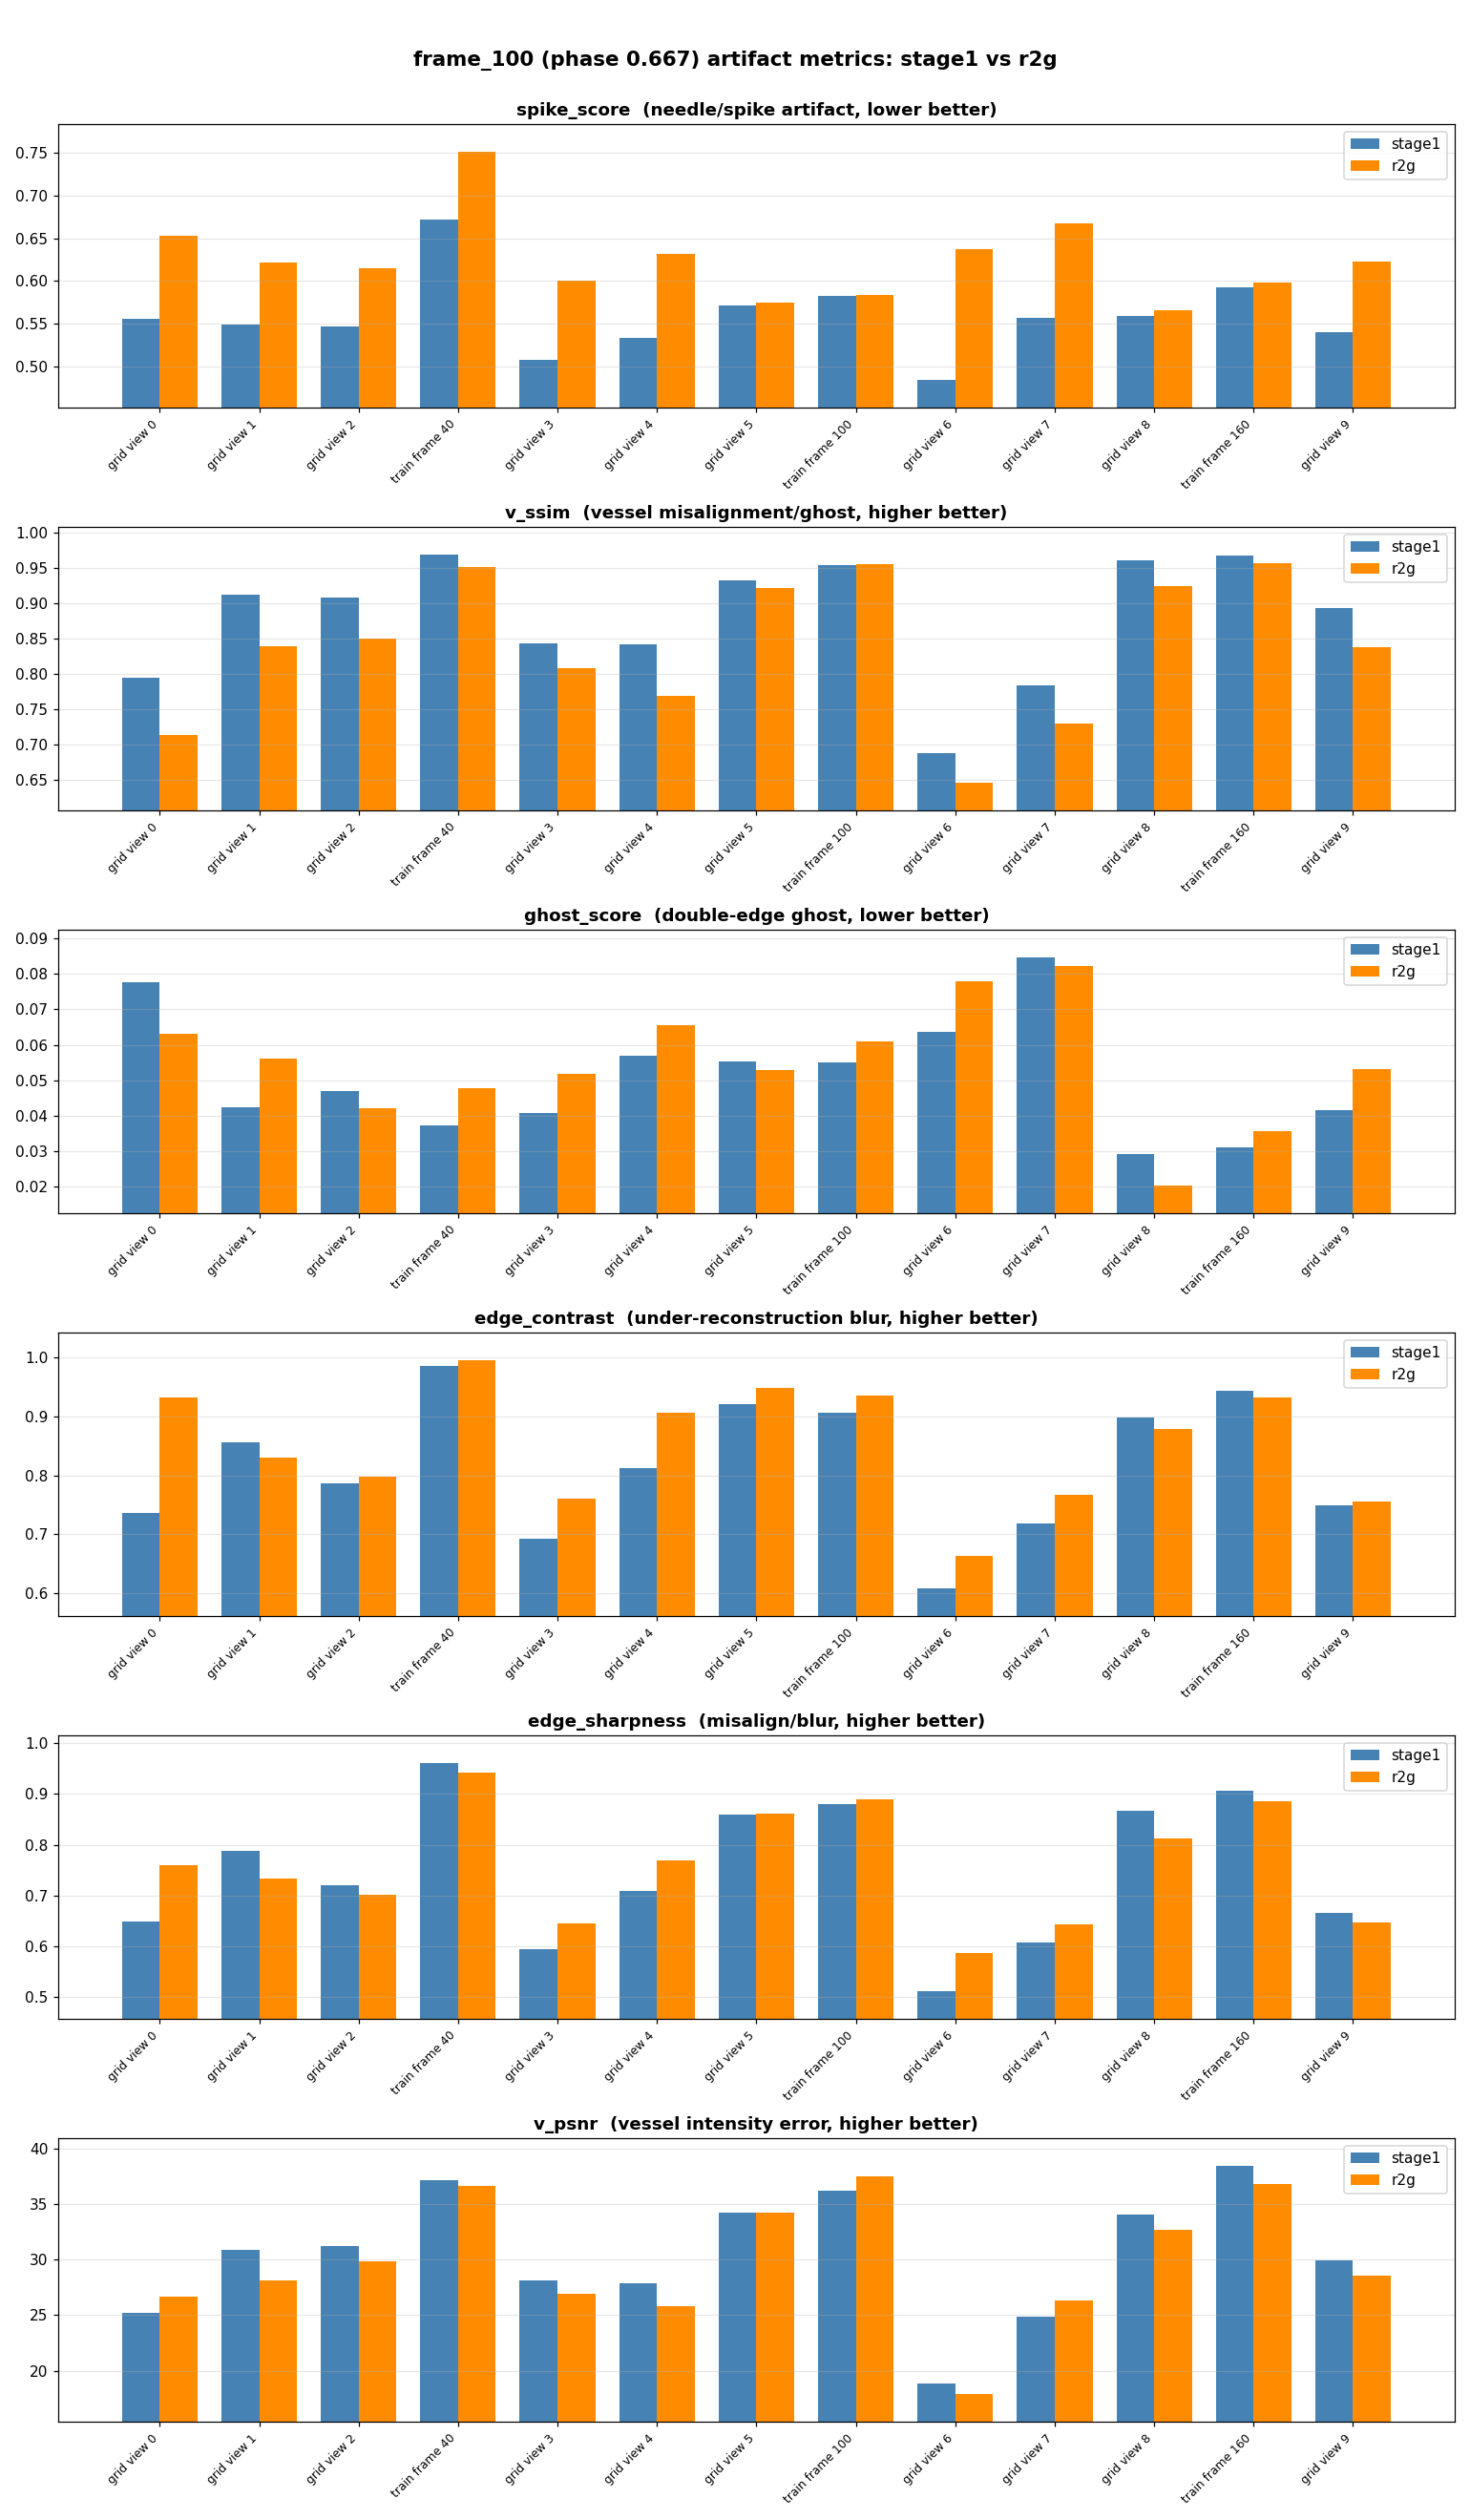 frame_100 (phase 0.667) artifact metrics: stage1 vs r2g
spike_score  (needle/spike artifact, lower better)
0.75
0.70
0.65
0.60
0.55
0.50
stage1
r2g
grid view 0
grid view 1
grid view 2
train frame 40
grid view 3
grid view 4
grid view 5
train frame 100
grid view 6
grid view 7
grid view 8
train frame 160
grid view 9
v_ssim  (vessel misalignment/ghost, higher better)
1.00
0.95
0.90
0.85
0.80
0.75
0.70
0.65
stage1
r2g
grid view 0
grid view 1
grid view 2
train frame 40
grid view 3
grid view 4
grid view 5
train frame 100
grid view 6
grid view 7
grid view 8
train frame 160
grid view 9
ghost_score  (double-edge ghost, lower better)
0.09
0.08
0.07
0.06
0.05
0.04
0.03
0.02
stage1
r2g
grid view 0
grid view 1
grid view 2
train frame 40
grid view 3
grid view 4
grid view 5
train frame 100
grid view 6
grid view 7
grid view 8
train frame 160
grid view 9
edge_contrast  (under-reconstruction blur, higher better)
1.0
0.9
0.8
0.7
0.6
stage1
r2g
grid view 0
grid view 1
grid view 2
train frame 40
grid view 3
grid view 4
grid view 5
train frame 100
grid view 6
grid view 7
grid view 8
train frame 160
grid view 9
edge_sharpness  (misalign/blur, higher better)
1.0
0.9
0.8
0.7
0.6
0.5
stage1
r2g
grid view 0
grid view 1
grid view 2
train frame 40
grid view 3
grid view 4
grid view 5
train frame 100
grid view 6
grid view 7
grid view 8
train frame 160
grid view 9
v_psnr  (vessel intensity error, higher better)
40
35
30
25
20
stage1
r2g
grid view 0
grid view 1
grid view 2
train frame 40
grid view 3
grid view 4
grid view 5
train frame 100
grid view 6
grid view 7
grid view 8
train frame 160
grid view 9